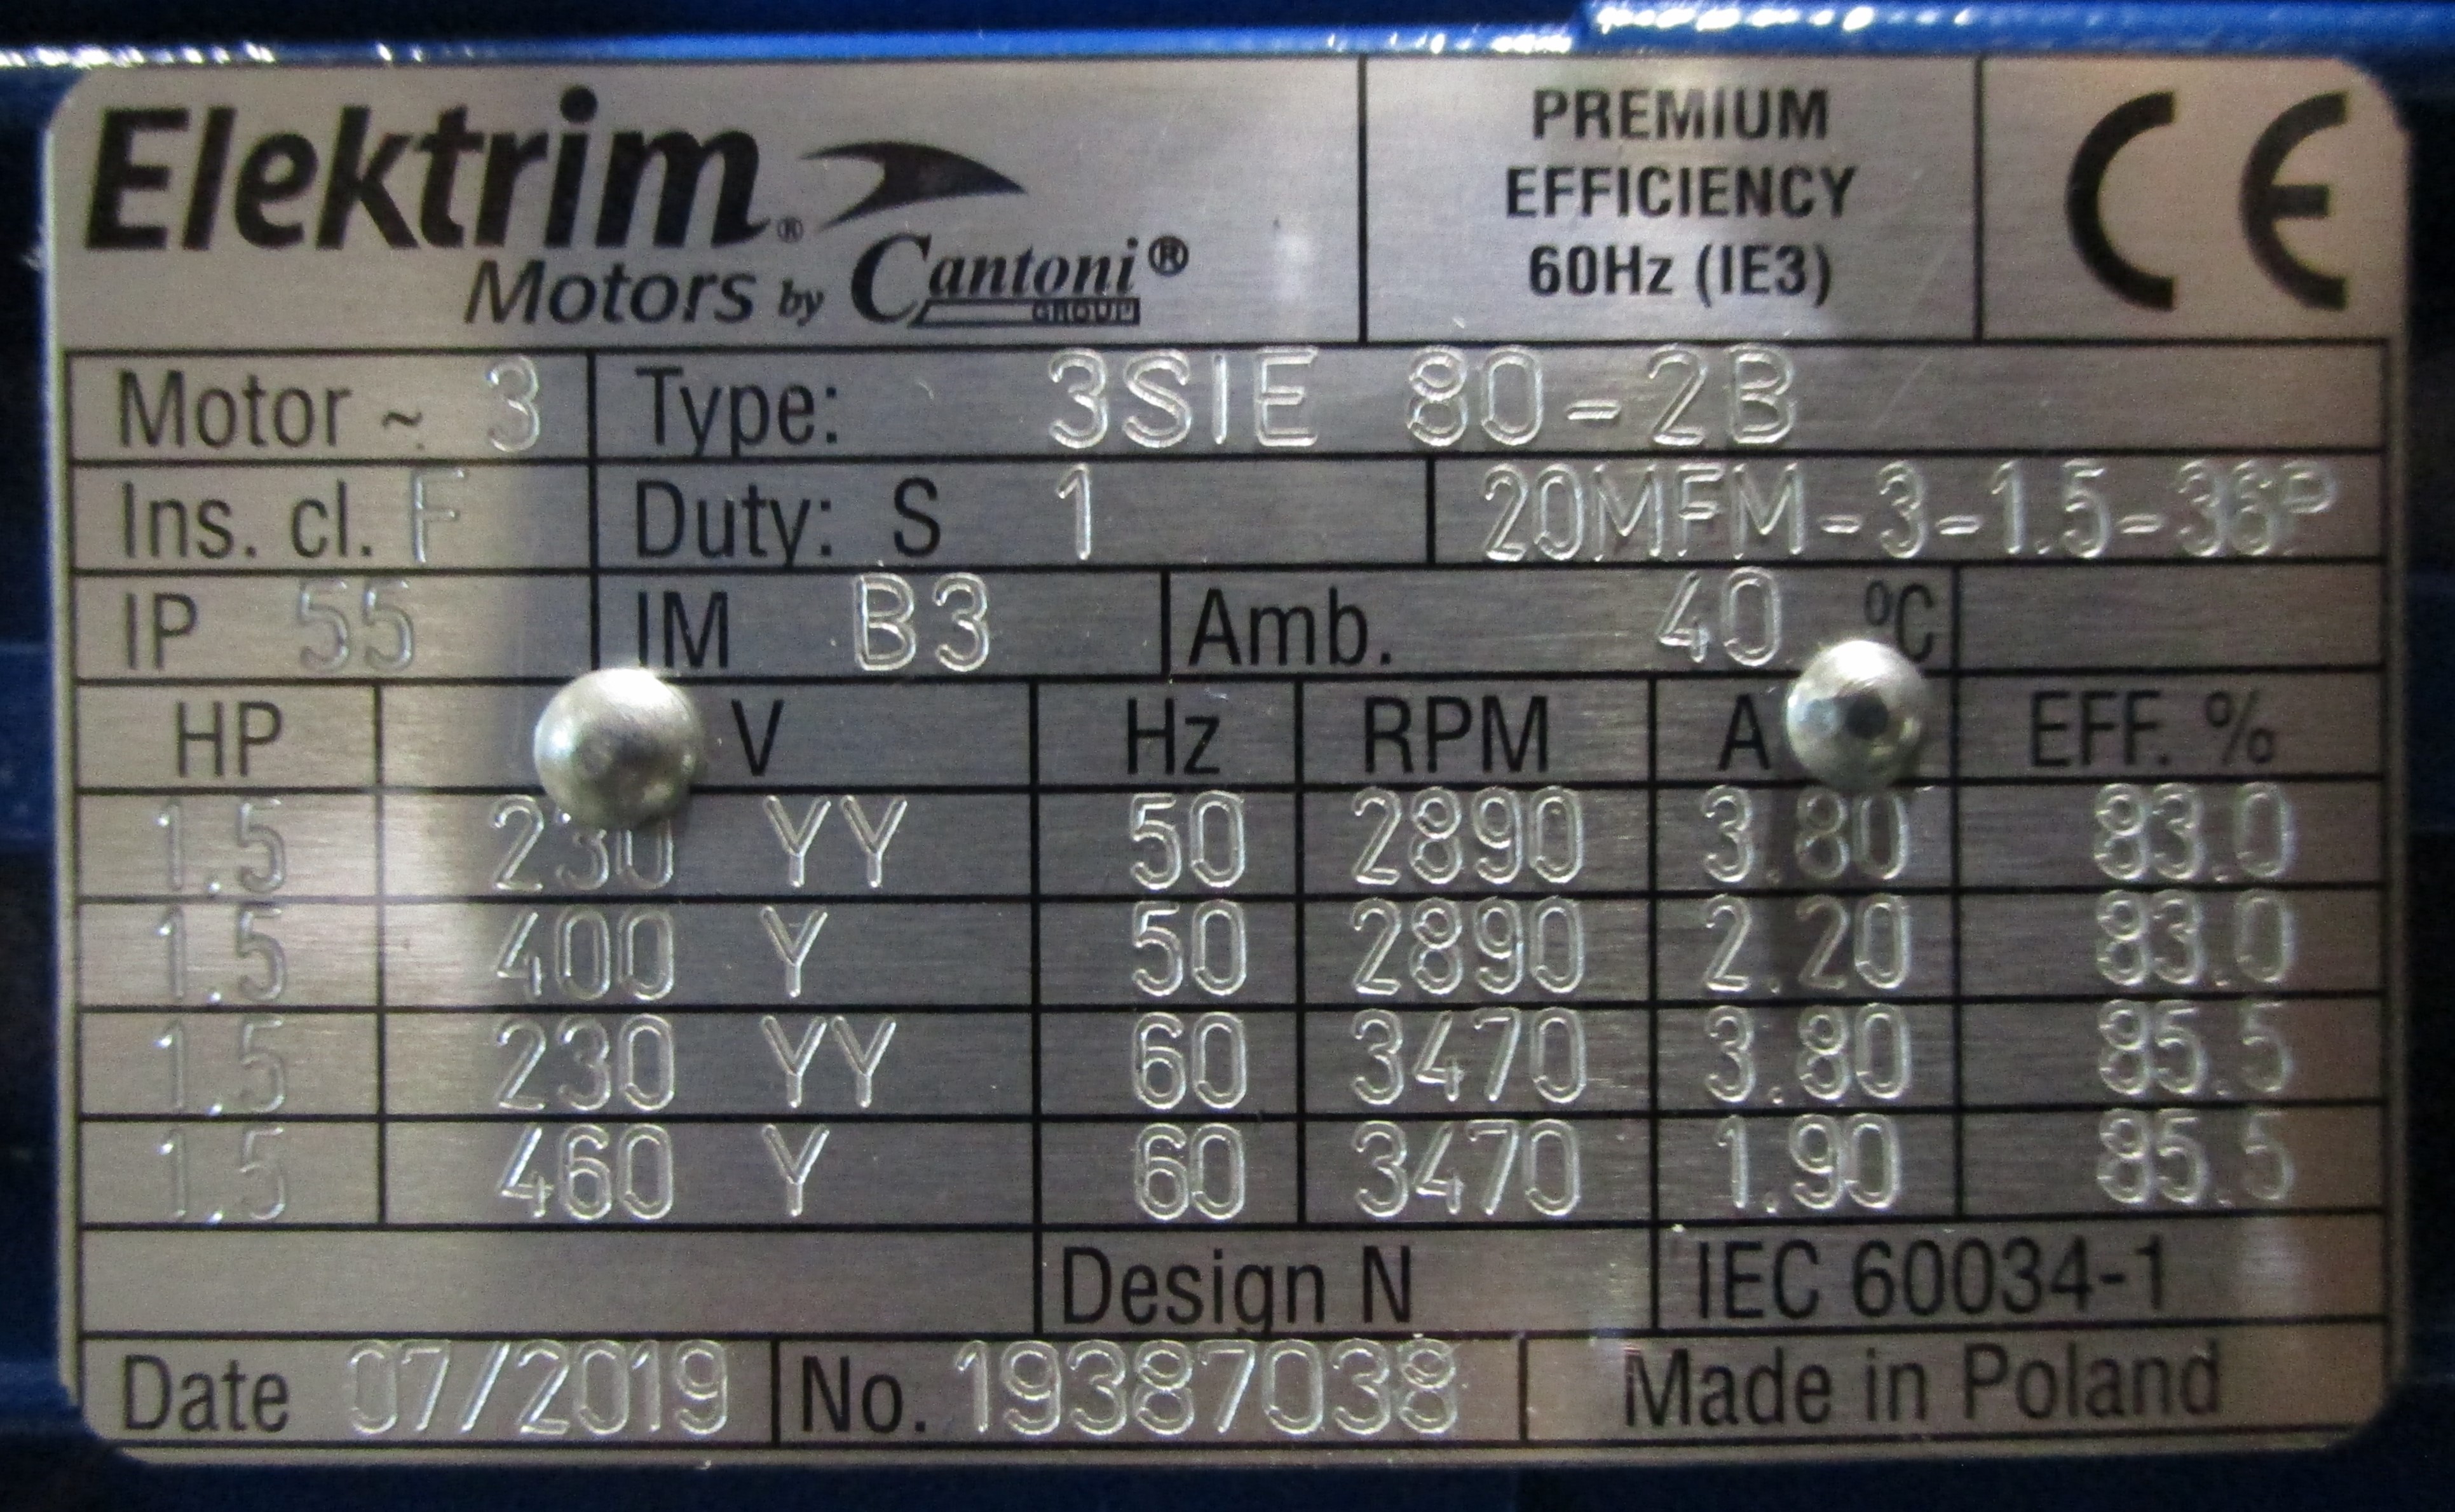 Elektrim®
Motors by Cantoni®
GROUP
PREMIUM
EFFICIENCY
60Hz (IE3)
CE
Motor ~ 3 Type: 3SIE 80-2B
Ins. cl. F Duty: S 1 20MFM-3-1.5-36P
IP 55 IM B3 Amb. 40 ºC
HP V Hz RPM A EFF. %
1.5 230 YY 50 2890 3.80 83.0
1.5 400 Y 50 2890 2.20 83.0
1.5 230 YY 60 3470 3.80 85.5
1.5 460 Y 60 3470 1.90 85.5
Design N IEC 60034-1
Date 07/2019 No. 19387038 Made in Poland